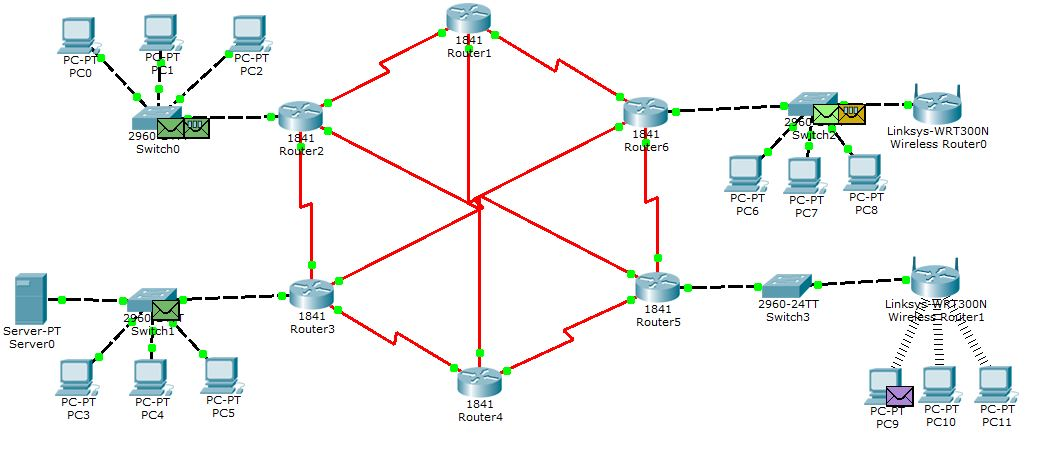 PC-PT
PC0
PC-PT
PC1
PC-PT
PC2
2960-
Switch0
1841
Router2
1841
Router1
1841
Router6
Switch2
Linksys-WRT300N
Wireless Router0
PC-PT
PC6
PC-PT
PC7
PC-PT
PC8
Server-PT
Server0
Switch1
PC-PT
PC3
PC-PT
PC4
PC-PT
PC5
1841
Router3
1841
Router4
1841
Router5
2960-24TT
Switch3
Linksys-WRT300N
Wireless Router1
PC-PT
PC9
PC-PT
PC10
PC-PT
PC11